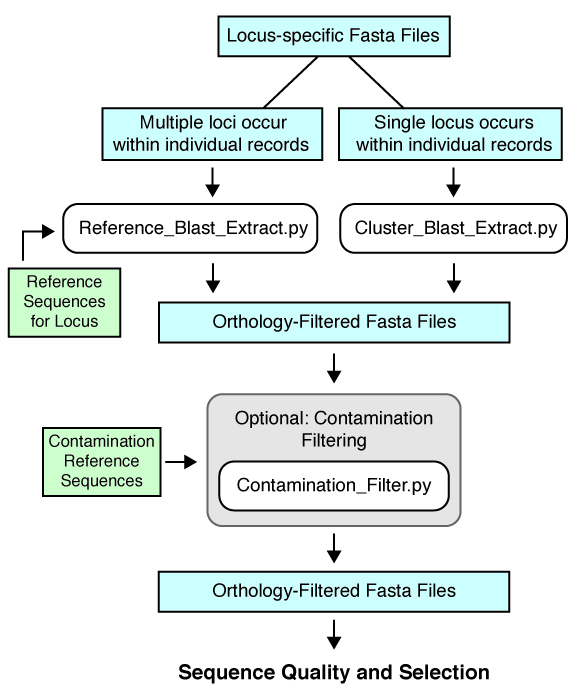 Locus-specific Fasta Files
Multiple loci occur
within individual records
Single locus occurs
within individual records
Reference_Blast_Extract.py
Cluster_Blast_Extract.py
Reference
Sequences
for Locus
Orthology-Filtered Fasta Files
Optional: Contamination
Filtering
Contamination
Reference
Sequences
Contamination_Filter.py
Orthology-Filtered Fasta Files
Sequence Quality and Selection